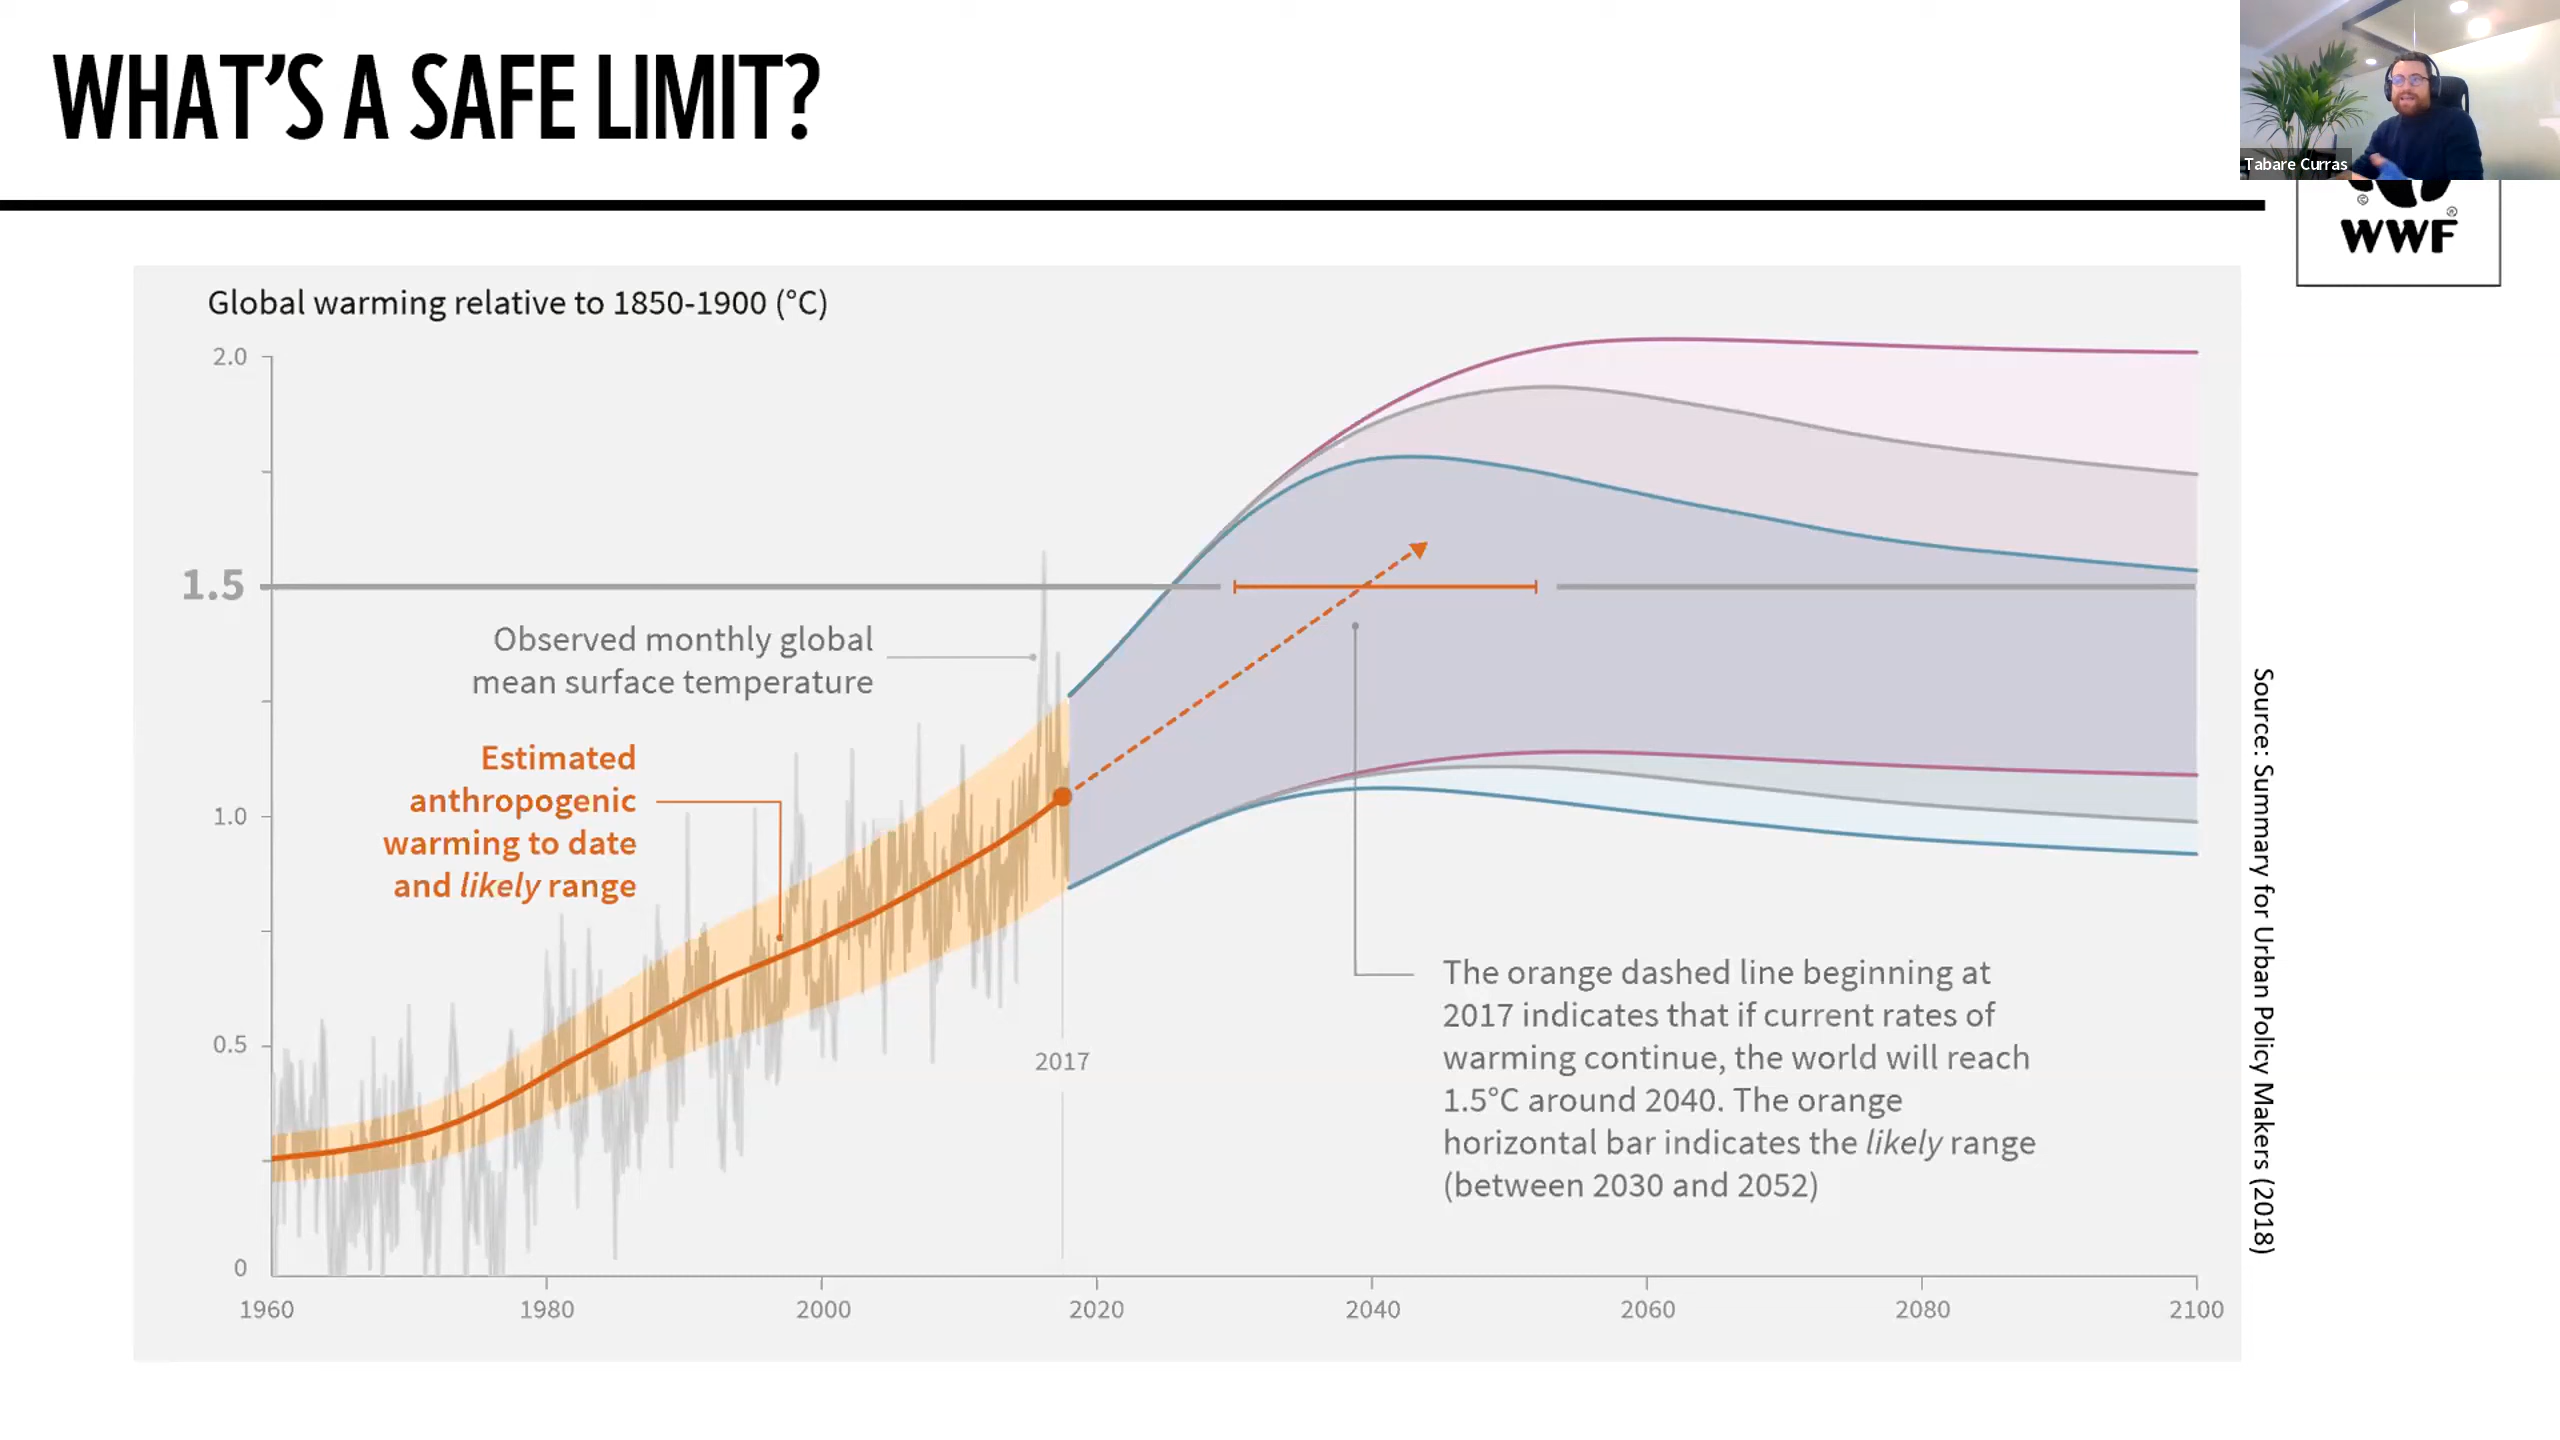 WHAT'S A SAFE LIMIT?
Tabare Curras
© ®
WWF
Global warming relative to 1850-1900 (°C)
2.0
1.5
Observed monthly global
mean surface temperature
Estimated
anthropogenic
warming to date
and likely range
1.0
0.5
0
2017
The orange dashed line beginning at
2017 indicates that if current rates of
warming continue, the world will reach
1.5°C around 2040. The orange
horizontal bar indicates the likely range
(between 2030 and 2052)
1960 1980 2000 2020 2040 2060 2080 2100
Source: Summary for Urban Policy Makers (2018)